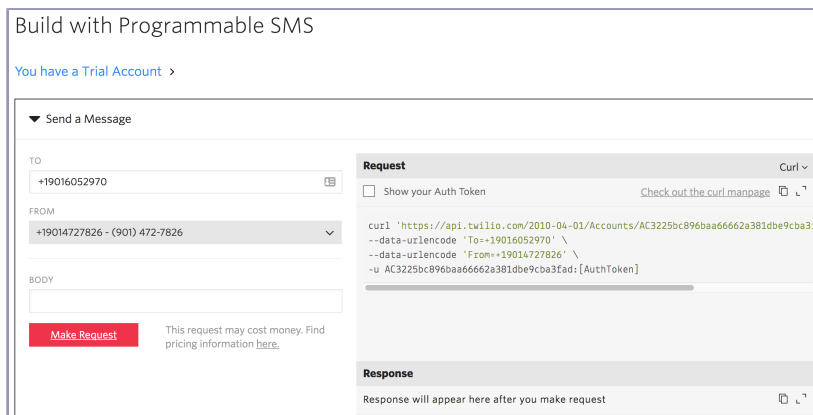 Build with Programmable SMS
You have a Trial Account >
Send a Message
TO
+19016052970
FROM
+19014727826 - (901) 472-7826
BODY
Make Request
This request may cost money. Find
pricing information here.
Request
Curl
Show your Auth Token
Check out the curl manpage
curl 'https://api.twilio.com/2010-04-01/Accounts/AC3225bc896baa66662a381dbe9cba3
--data-urlencode 'To=+19016052970' \
--data-urlencode 'From=+19014727826' \
-u AC3225bc896baa66662a381dbe9cba3fad:[AuthToken]
Response
Response will appear here after you make request